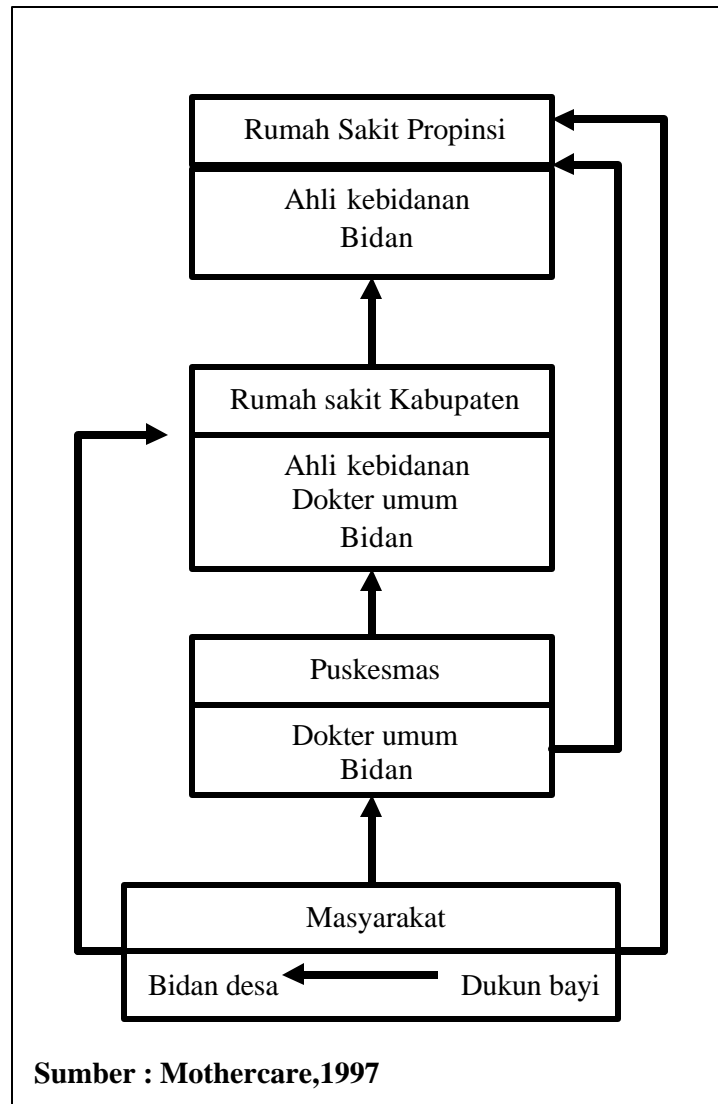 Rumah Sakit Propinsi
Ahli kebidanan
Bidan
Rumah sakit Kabupaten
Ahli kebidanan
Dokter umum
Bidan
Puskesmas
Dokter umum
Bidan
Masyarakat
Bidan desa Dukun bayi
Sumber : Mothercare,1997